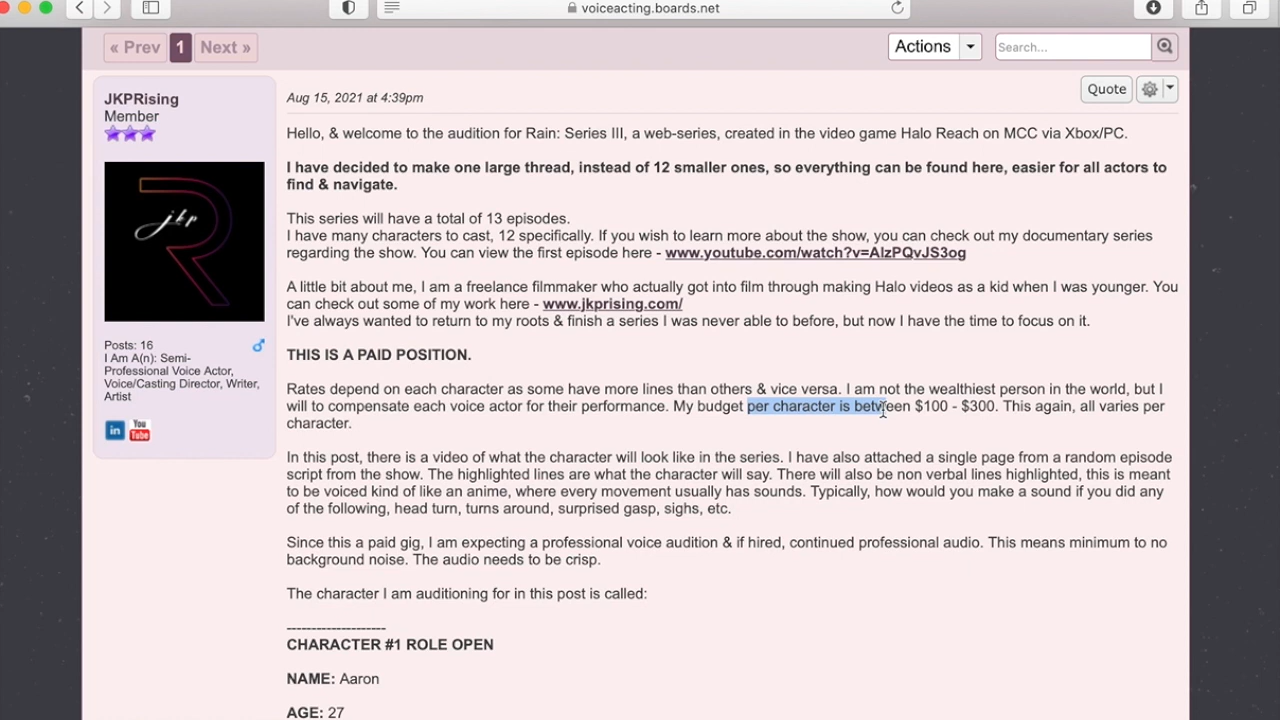 voiceacting.boards.net
« Prev 1 Next »
Actions
Search...
JKPRising
Member
jkp
Posts: 16
I Am A(n): Semi-
Professional Voice Actor,
Voice/Casting Director, Writer,
Artist
in
You
Tube
Aug 15, 2021 at 4:39pm
Quote
Hello, & welcome to the audition for Rain: Series III, a web-series, created in the video game Halo Reach on MCC via Xbox/PC.
I have decided to make one large thread, instead of 12 smaller ones, so everything can be found here, easier for all actors to
find & navigate.
This series will have a total of 13 episodes.
I have many characters to cast, 12 specifically. If you wish to learn more about the show, you can check out my documentary series
regarding the show. You can view the first episode here - www.youtube.com/watch?v=AlzPQvJS3og
A little bit about me, I am a freelance filmmaker who actually got into film through making Halo videos as a kid when I was younger. You
can check out some of my work here - www.jkprising.com/
I've always wanted to return to my roots & finish a series I was never able to before, but now I have the time to focus on it.
THIS IS A PAID POSITION.
Rates depend on each character as some have more lines than others & vice versa. I am not the wealthiest person in the world, but I
will to compensate each voice actor for their performance. My budget per character is between $100 - $300. This again, all varies per
character.
In this post, there is a video of what the character will look like in the series. I have also attached a single page from a random episode
script from the show. The highlighted lines are what the character will say. There will also be non verbal lines highlighted, this is meant
to be voiced kind of like an anime, where every movement usually has sounds. Typically, how would you make a sound if you did any
of the following, head turn, turns around, surprised gasp, sighs, etc.
Since this a paid gig, I am expecting a professional voice audition & if hired, continued professional audio. This means minimum to no
background noise. The audio needs to be crisp.
The character I am auditioning for in this post is called:
--------------------
CHARACTER #1 ROLE OPEN
NAME: Aaron
AGE: 27